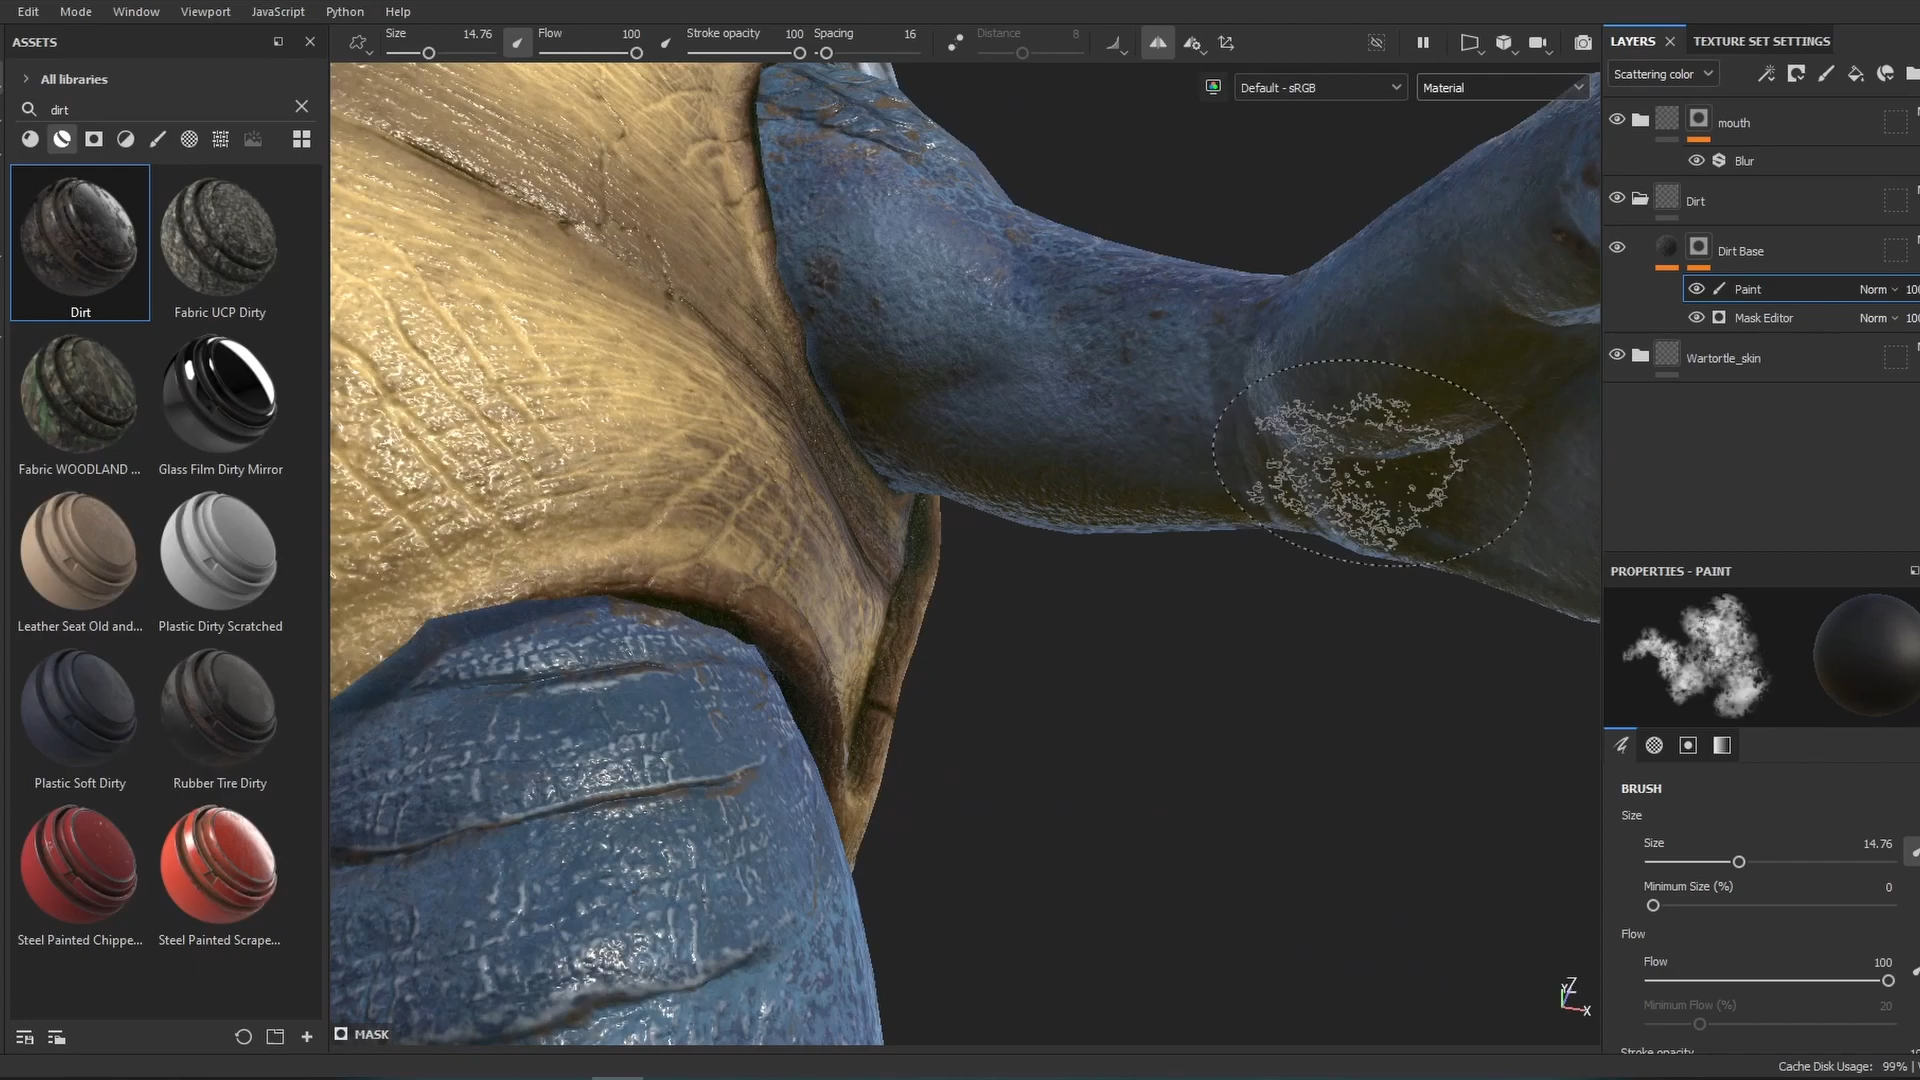 Edit Mode Window Viewport JavaScript Python Help
ASSETS
All libraries
dirt
Dirt
Fabric UCP Dirty
Fabric WOODLAND ...
Glass Film Dirty Mirror
Leather Seat Old and...
Plastic Dirty Scratched
Plastic Soft Dirty
Rubber Tire Dirty
Steel Painted Chippe...
Steel Painted Scrape...
Size 14.76 Flow 100 Stroke opacity 100 Spacing 16 Distance 8
Default - sRGB
Material
MASK
Y Z
X
LAYERS TEXTURE SET SETTINGS
Scattering color
mouth
Blur
Dirt
Dirt Base
Paint Norm 100
Mask Editor Norm 100
Wartortle_skin
PROPERTIES - PAINT
BRUSH
Size
Size 14.76
Minimum Size (%) 0
Flow
Flow 100
Minimum Flow (%) 20
Stroke opacity
Cache Disk Usage: 99% |